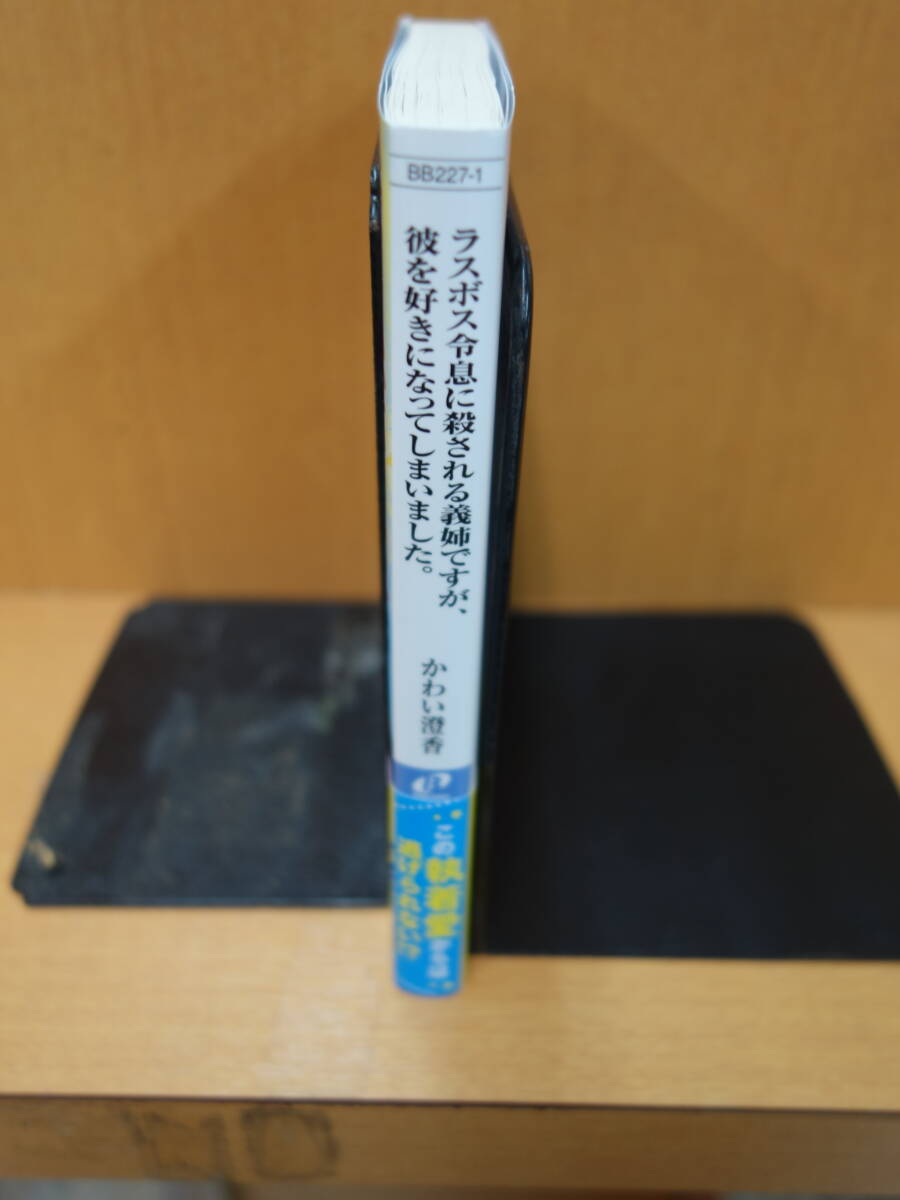 BB227-1
ラスボス令息に殺される義姉ですが、
彼を好きになってしまいました。
かわい澄香
この執着愛からは
逃げられない!?